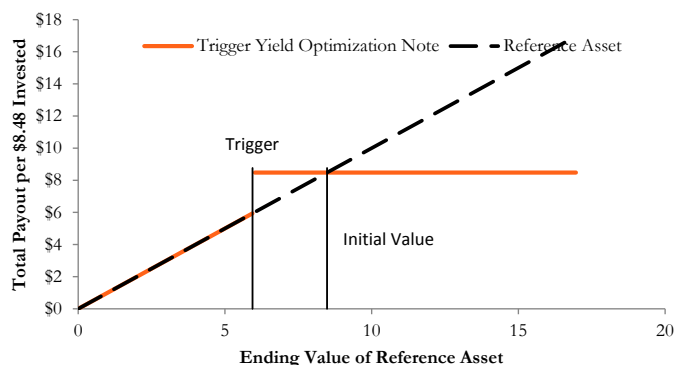 $18
$16
$14
$12
$10
$8
$6
$4
$2
$0
Total Payout per $8.48 Invested
Trigger Yield Optimization Note
Reference Asset
Trigger
Initial Value
0
5
10
15
20
Ending Value of Reference Asset